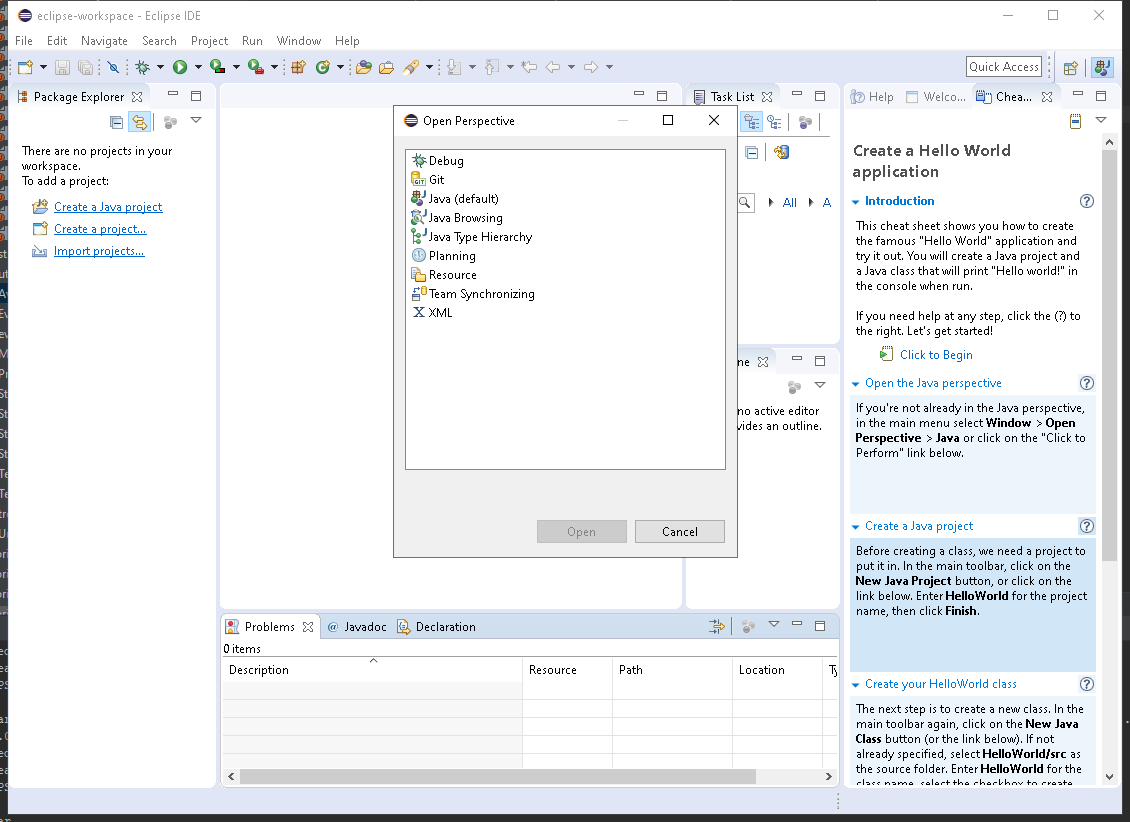 eclipse-workspace - Eclipse IDE
File Edit Navigate Search Project Run Window Help
Quick Access
Package Explorer
There are no projects in your
workspace.
To add a project:
Create a Java project
Create a project...
Import projects...
Open Perspective
Debug
Git
Java (default)
Java Browsing
Java Type Hierarchy
Planning
Resource
Team Synchronizing
XML
Open Cancel
Task List
All A
no active editor
vides an outline.
Help Welco... Chea...
Create a Hello World
application
Introduction
This cheat sheet shows you how to create
the famous "Hello World" application and
try it out. You will create a Java project and
a Java class that will print "Hello world!" in
the console when run.
If you need help at any step, click the (?) to
the right. Let's get started!
Click to Begin
Open the Java perspective
If you're not already in the Java perspective,
in the main menu select Window > Open
Perspective > Java or click on the "Click to
Perform" link below.
Create a Java project
Before creating a class, we need a project to
put it in. In the main toolbar, click on the
New Java Project button, or click on the
link below. Enter HelloWorld for the project
name, then click Finish.
Create your HelloWorld class
The next step is to create a new class. In the
main toolbar again, click on the New Java
Class button (or the link below). If not
already specified, select HelloWorld/src as
the source folder. Enter HelloWorld for the
class name, select the checkbox to create
Problems @ Javadoc Declaration
0 items
Description Resource Path Location Ty